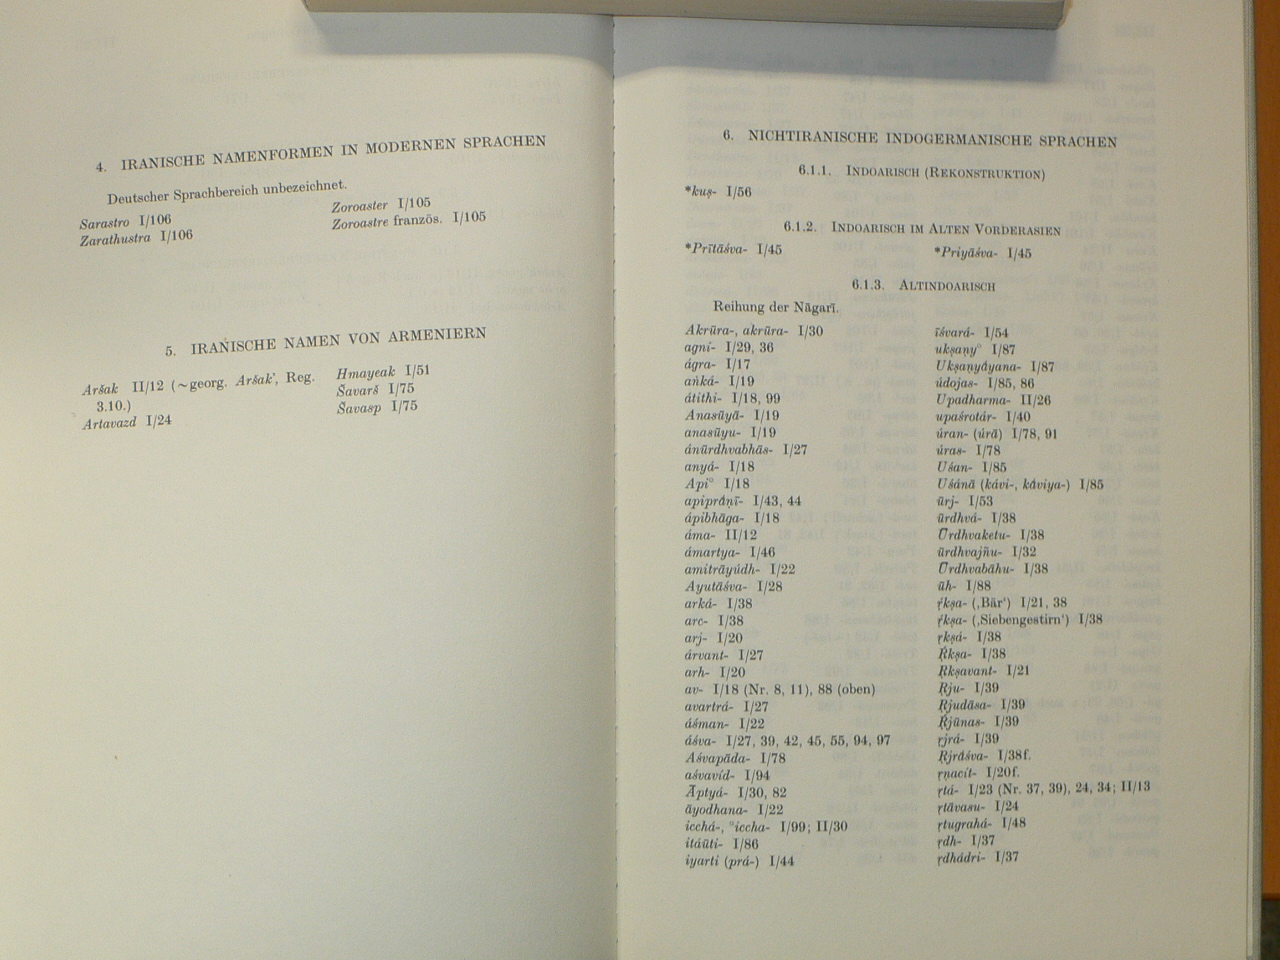 4. IRANISCHE NAMENFORMEN IN MODERNEN SPRACHEN
Deutscher Sprachbereich unbezeichnet.
Sarastro I/106
Zarathustra I/106
Zoroaster I/105
Zoroastre französ. I/105
5. IRANISCHE NAMEN VON ARMENIERN
Aršak II/12 (~georg. Aršak', Reg.
3.10.)
Artavazd I/24
Hmayeak I/51
Šavarš I/75
Šavasp I/75
6. NICHTIRANISCHE INDOGERMANISCHE SPRACHEN
6.1.1. INDOARISCH (REKONSTRUKTION)
*kuṣ- I/56
6.1.2. INDOARISCH IM ALTEN VORDERASIEN
*Prītāśva- I/45
*Priyāśva- I/45
6.1.3. ALTINDOARISCH
Reihung der Nāgarī.
Akrūra-, akrūra- I/30
agní- I/29, 36
ágra- I/17
aṅká- I/19
átithi- I/18, 99
Anasūyā- I/19
anasūyu- I/19
ánūrdhvabhās- I/27
anyá- I/18
Api° I/18
apiprāṇī- I/43, 44
ápibhāga- I/18
áma- II/12
ámartya- I/46
amitrāyúdh- I/22
Ayutāśva- I/28
arká- I/38
arc- I/38
arj- I/20
árvant- I/27
arh- I/20
av- I/18 (Nr. 8, 11), 88 (oben)
avartrá- I/27
áśman- I/22
áśva- I/27, 39, 42, 45, 55, 94, 97
Aśvapāda- I/78
aśvavíd- I/94
Āptyá- I/30, 82
āyodhana- I/22
icchá-, °iccha- I/99; II/30
itáūti- I/86
iyarti (prá-) I/44
īśvará- I/54
ukṣaṇy° I/87
Ukṣaṇyāyana- I/87
údojas- I/85, 86
Upadharma- II/26
upaśrotár- I/40
úran- (úrā) I/78, 91
úras- I/78
Uśan- I/85
Uśánā (kávi-, kāviya-) I/85
ūrj- I/53
ūrdhvá- I/38
Ūrdhvaketu- I/38
ūrdhvajñu- I/32
Ūrdhvabāhu- I/38
ūh- I/88
ṛ́kṣa- (‚Bär‘) I/21, 38
ṛ́kṣa- (‚Siebengestirn‘) I/38
ṛkṣá- I/38
Ṛ́kṣa- I/38
Ṛkṣavant- I/21
Ṛju- I/39
Ṛjudāsa- I/39
Ṛjūnas- I/39
ṛjrá- I/39
Ṛjrāśva- I/38f.
ṛṇacít- I/20f.
ṛtá- I/23 (Nr. 37, 39), 24, 34; II/13
ṛtāvasu- I/24
ṛtugrahá- I/48
ṛdh- I/37
ṛdhádri- I/37